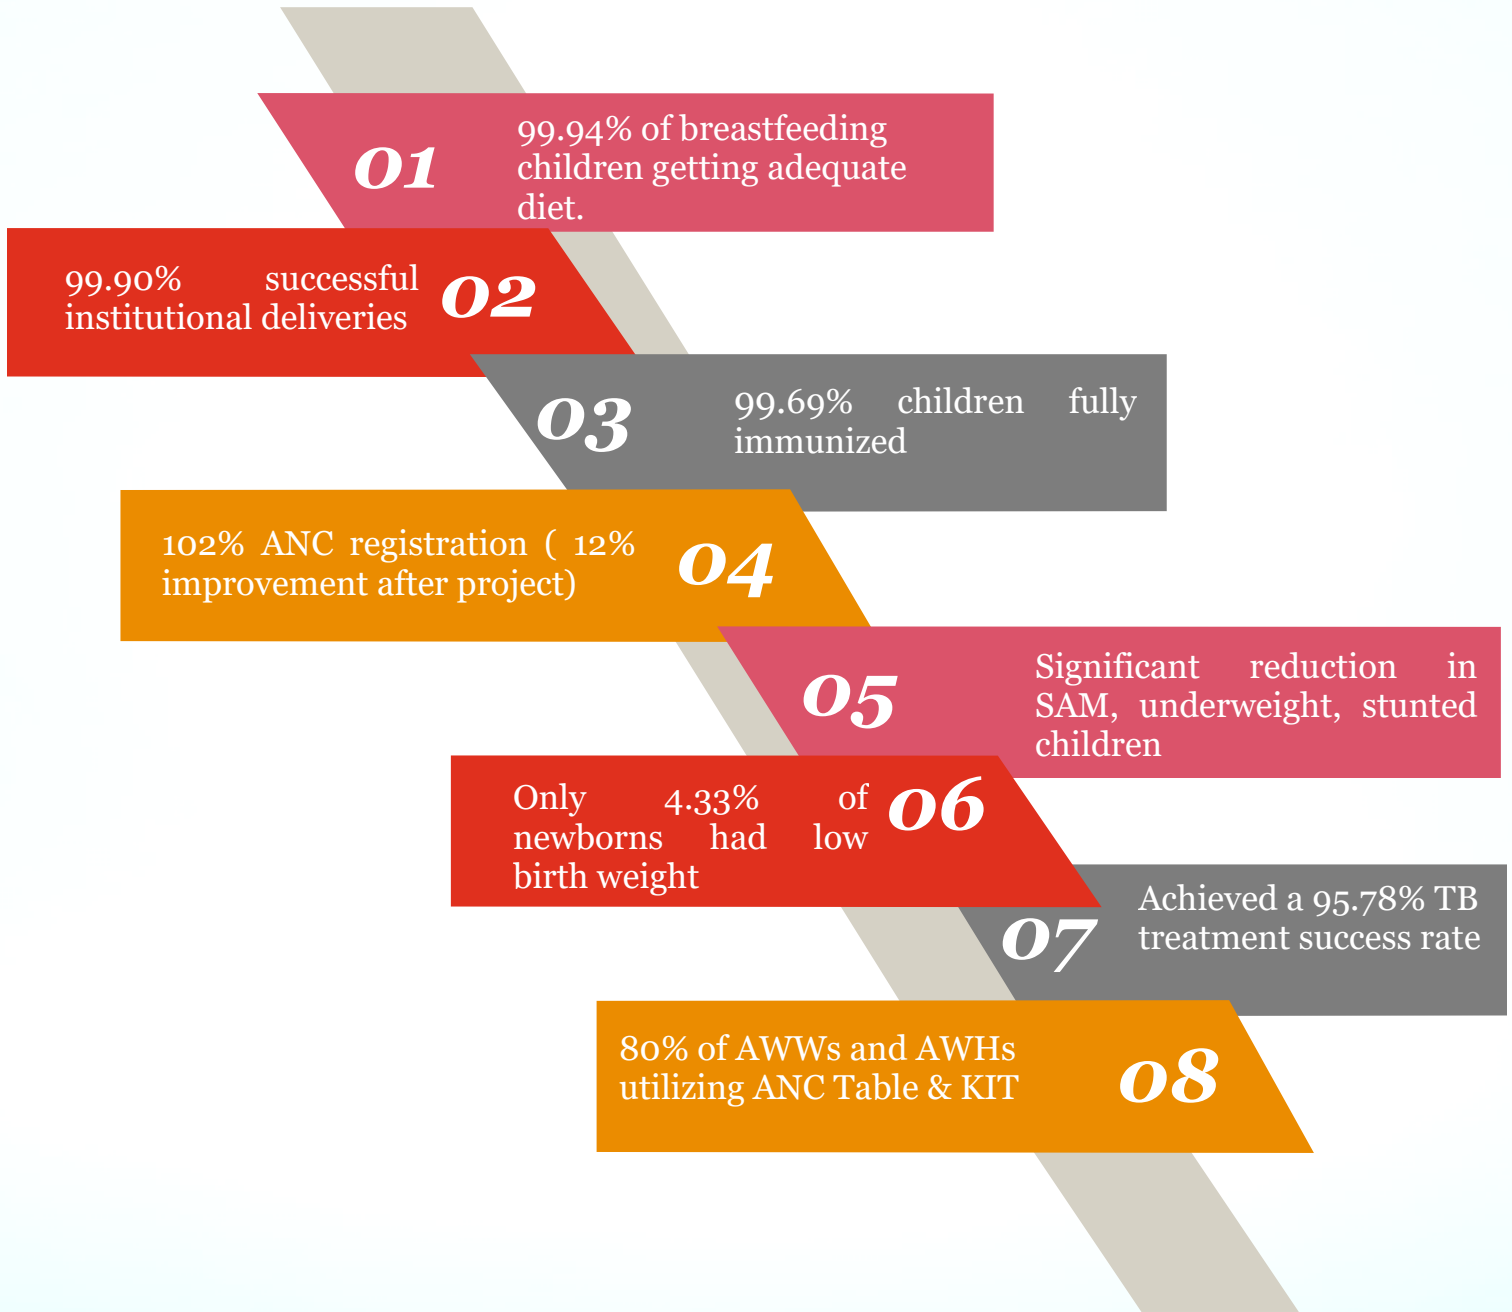 01
99.94% of breastfeeding
children getting adequate
diet.
99.90% successful
institutional deliveries
02
03
99.69% children fully
immunized
102% ANC registration ( 12%
improvement after project)
04
05
Significant reduction in
SAM, underweight, stunted
children
Only 4.33% of
newborns had low
birth weight
06
07
Achieved a 95.78% TB
treatment success rate
80% of AWWs and AWHs
utilizing ANC Table & KIT
08